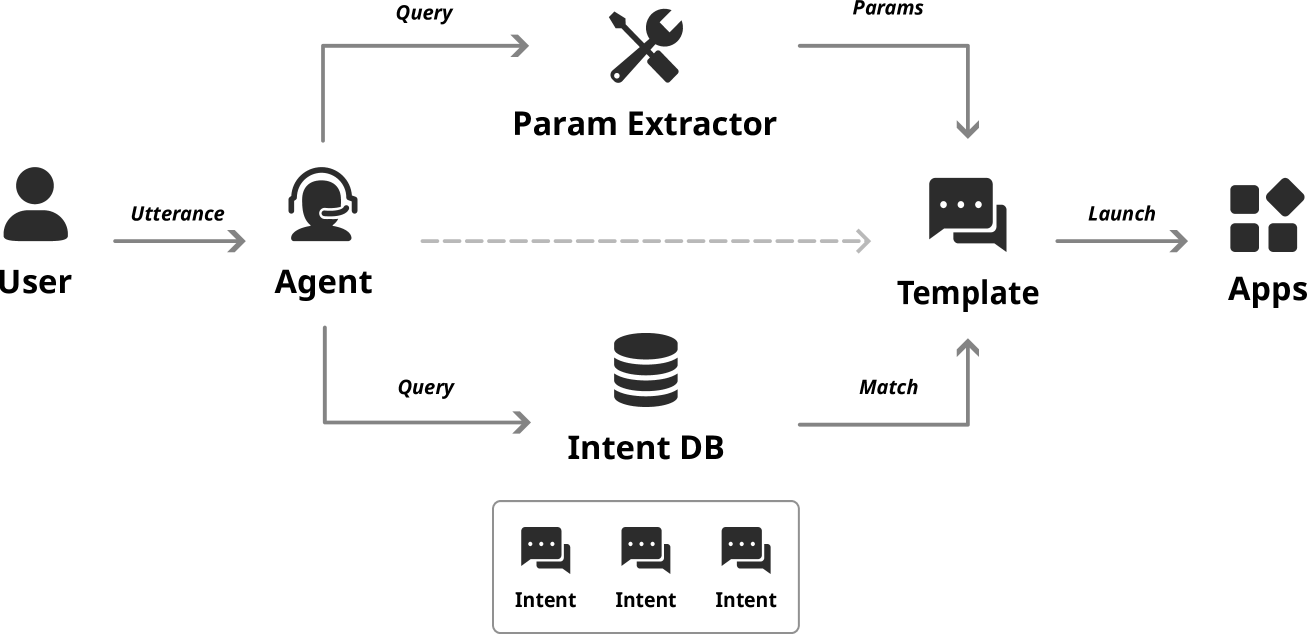 Query
Params
Param Extractor
Utterance
Launch
User
Agent
Template
Apps
Query
Match
Intent DB
Intent
Intent
Intent